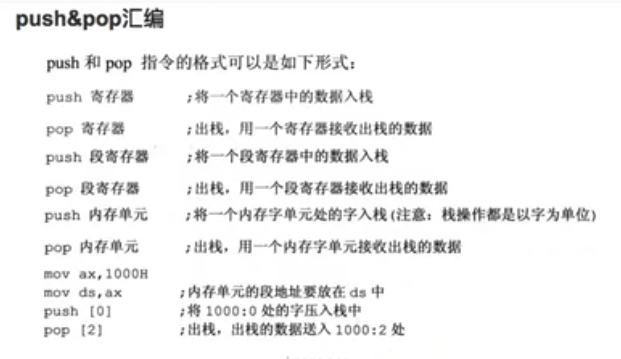 push&pop汇编
push 和 pop 指令的格式可以是如下形式：
push 寄存器 ;将一个寄存器中的数据入栈
pop 寄存器 ;出栈，用一个寄存器接收出栈的数据
push 段寄存器 ;将一个段寄存器中的数据入栈
pop 段寄存器 ;出栈，用一个段寄存器接收出栈的数据
push 内存单元 ;将一个内存字单元处的字入栈(注意：栈操作都是以字为单位)
pop 内存单元 ;出栈，用一个内存字单元接收出栈的数据
mov ax,1000H
mov ds,ax ;内存单元的段地址要放在 ds 中
push [0] ;将 1000:0 处的字压入栈中
pop [2] ;出栈，出栈的数据送入 1000:2 处